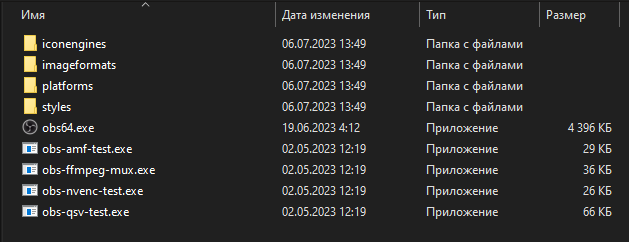 Имя Дата изменения Тип Размер
iconengines 06.07.2023 13:49 Папка с файлами
imageformats 06.07.2023 13:49 Папка с файлами
platforms 06.07.2023 13:49 Папка с файлами
styles 06.07.2023 13:49 Папка с файлами
obs64.exe 19.06.2023 4:12 Приложение 4 396 КБ
obs-amf-test.exe 02.05.2023 12:19 Приложение 29 КБ
obs-ffmpeg-mux.exe 02.05.2023 12:19 Приложение 36 КБ
obs-nvenc-test.exe 02.05.2023 12:19 Приложение 26 КБ
obs-qsv-test.exe 02.05.2023 12:19 Приложение 66 КБ